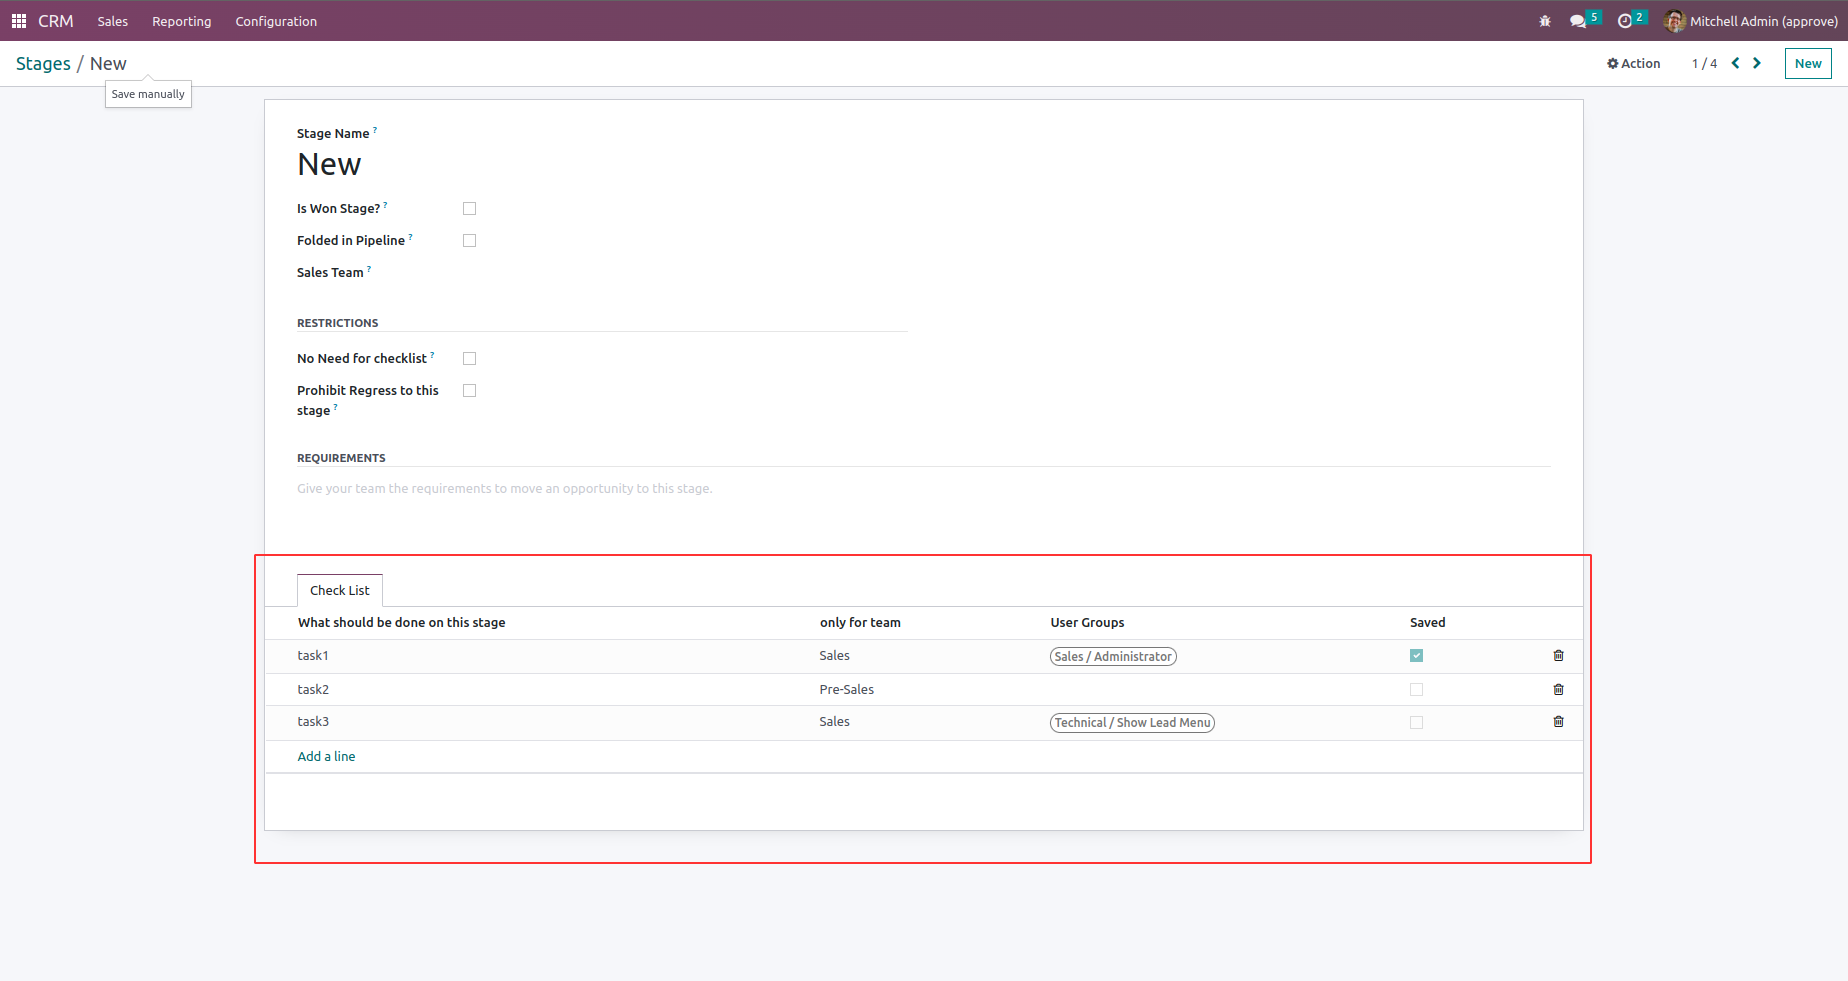 CRM Sales Reporting Configuration 5 2 Mitchell Admin (approve)
Stages / New Action 1 / 4 New
Save manually
Stage Name ?
New
Is Won Stage? ?
Folded in Pipeline ?
Sales Team ?
RESTRICTIONS
No Need for checklist ?
Prohibit Regress to this
stage ?
REQUIREMENTS
Give your team the requirements to move an opportunity to this stage.
Check List
What should be done on this stage only for team User Groups Saved
task1 Sales Sales / Administrator
task2 Pre-Sales
task3 Sales Technical / Show Lead Menu
Add a line